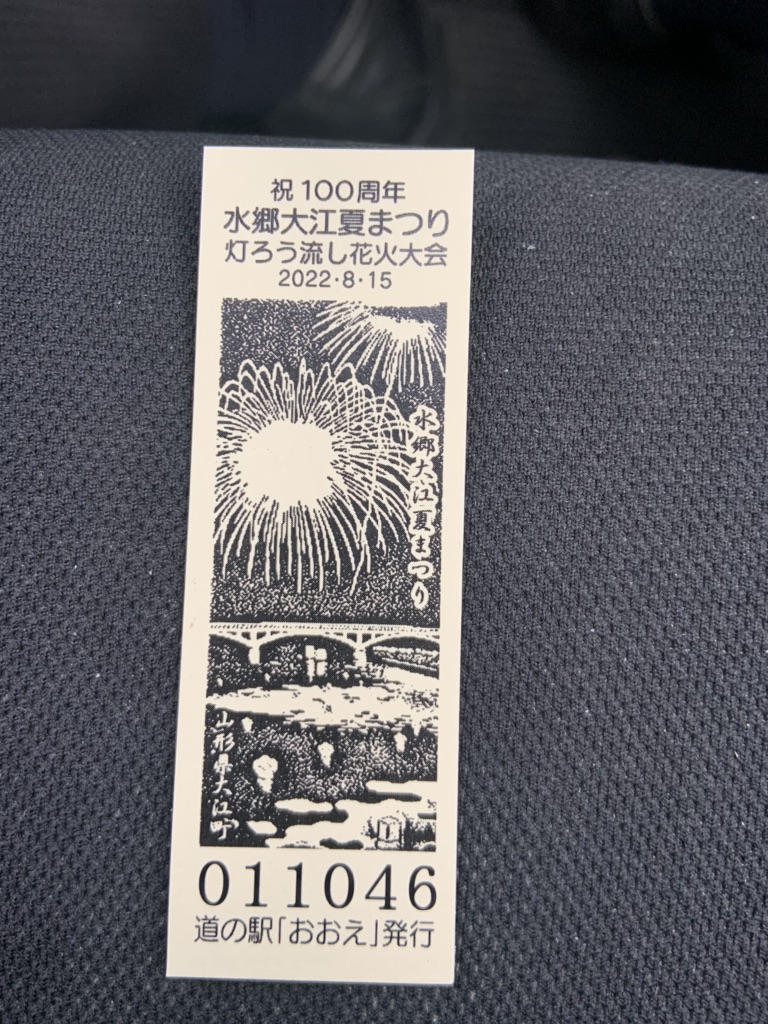 祝100周年
水郷大江夏まつり
灯ろう流し花火大会
2022·8·15
水郷大江夏まつり
山形県大江町
011046
道の駅「おおえ」発行